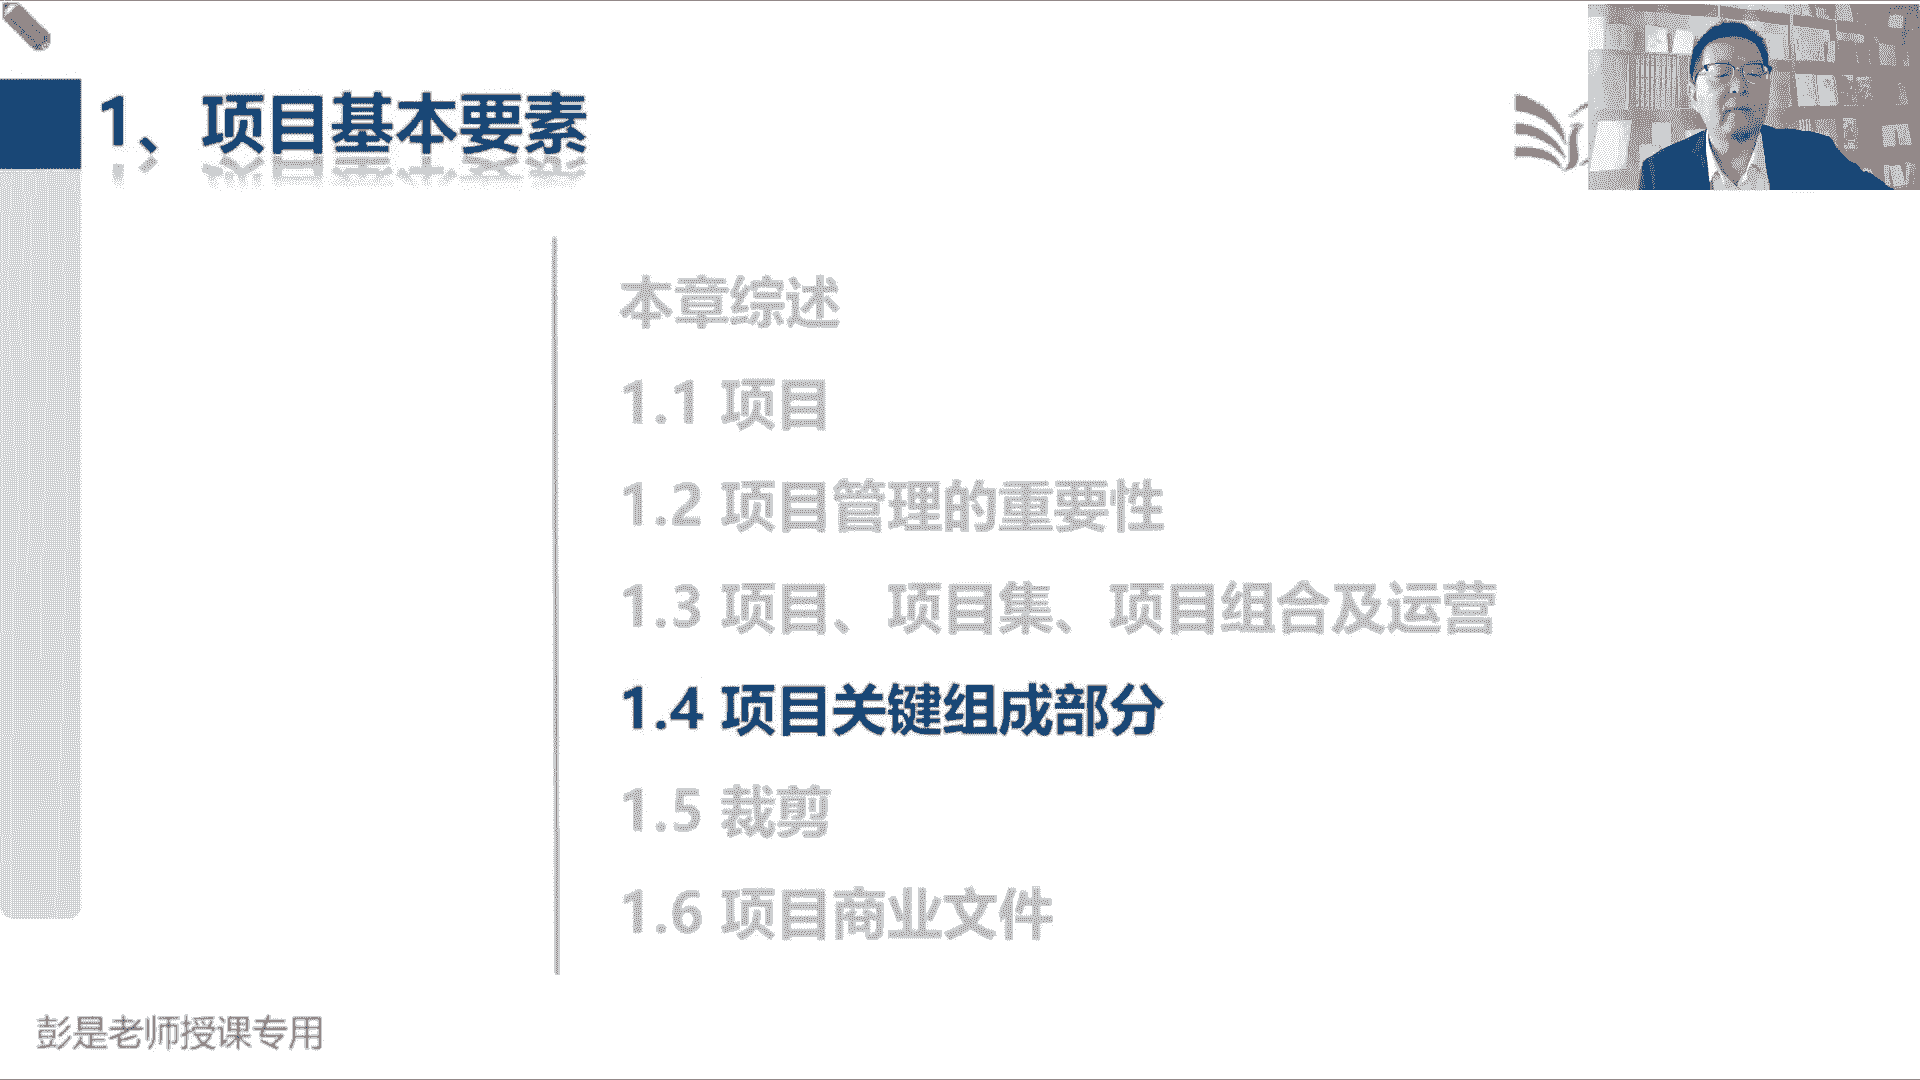 1、项目基本要素
本章综述
1.1 项目
1.2 项目管理的重要性
1.3 项目、项目集、项目组合及运营
1.4 项目关键组成部分
1.5 裁剪
1.6 项目商业文件
彭是老师授课专用